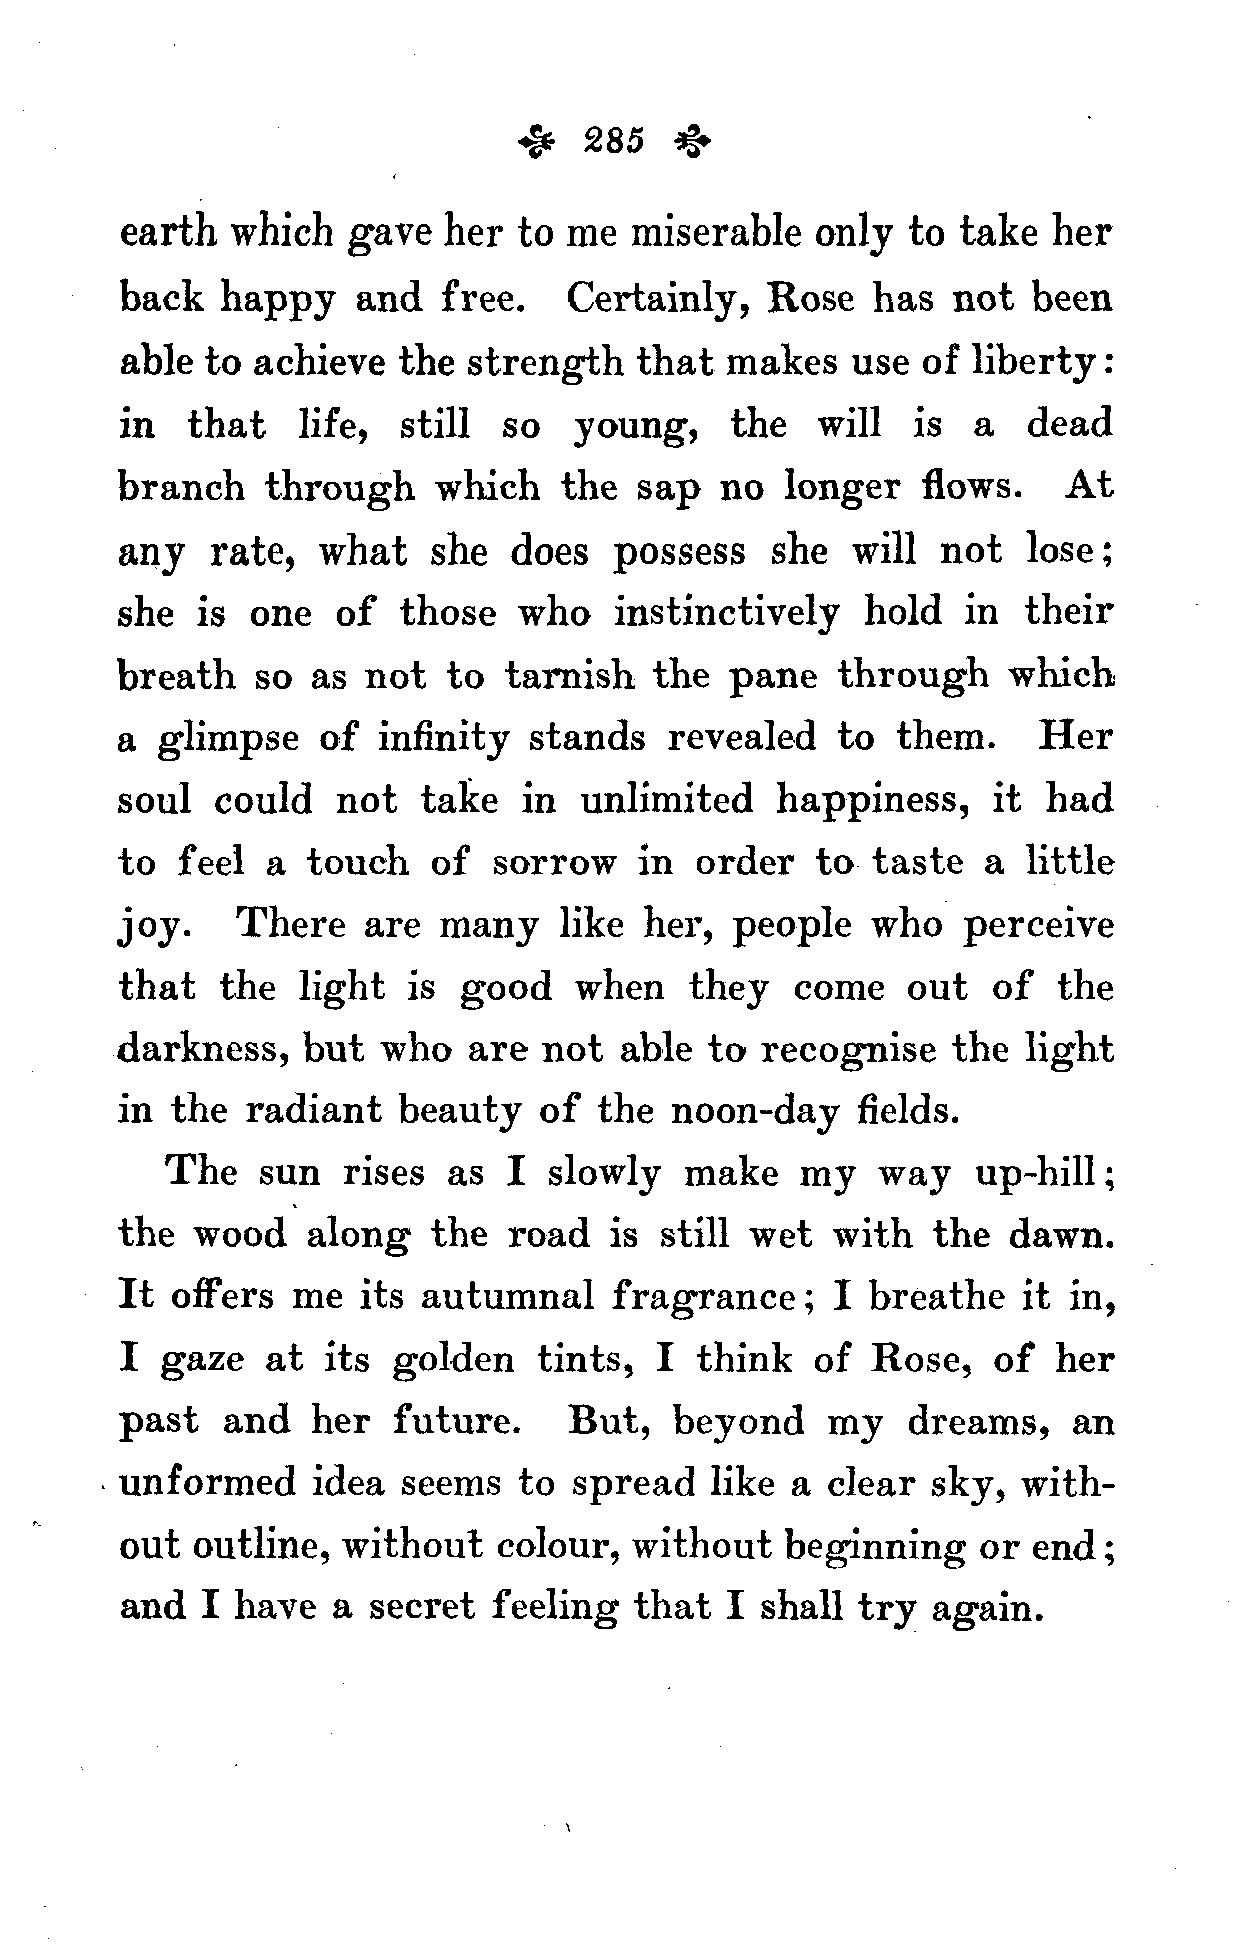 285
earth which gave her to me miserable only to take her
back happy and free. Certainly, Rose has not been
able to achieve the strength that makes use of liberty:
in that life, still so young, the will is a dead
branch through which the sap no longer flows. At
any rate, what she does possess she will not lose;
she is one of those who instinctively hold in their
breath so as not to tarnish the pane through which
a glimpse of infinity stands revealed to them. Her
soul could not take in unlimited happiness, it had
to feel a touch of sorrow in order to taste a little
joy. There are many like her, people who perceive
that the light is good when they come out of the
darkness, but who are not able to recognise the light
in the radiant beauty of the noon-day fields.
The sun rises as I slowly make my way up-hill;
the wood along the road is still wet with the dawn.
It offers me its autumnal fragrance; I breathe it in,
I gaze at its golden tints, I think of Rose, of her
past and her future. But, beyond my dreams, an
unformed idea seems to spread like a clear sky, with-
out outline, without colour, without beginning or end;
and I have a secret feeling that I shall try again.